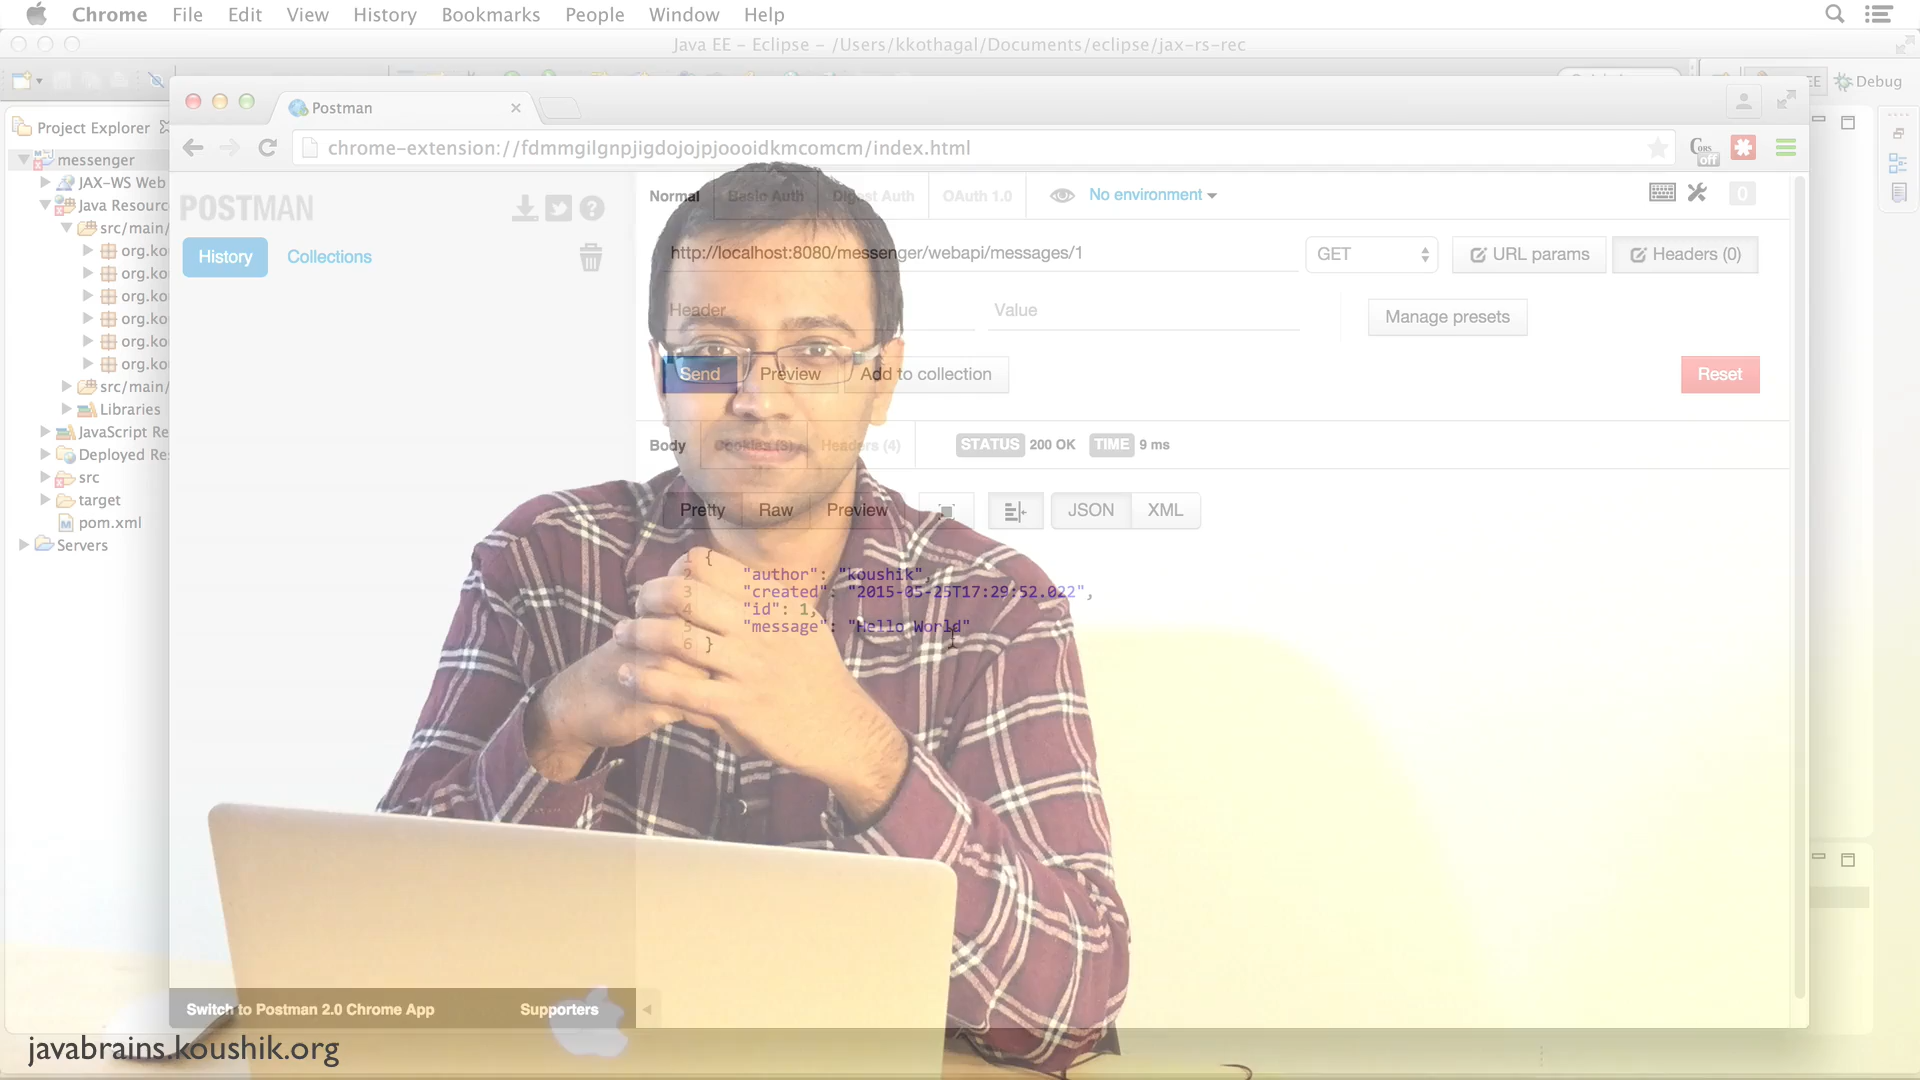 Chrome File Edit View History Bookmarks People Window Help
Java EE - Eclipse - /Users/kkothagal/Documents/eclipse/jax-rs-rec
Postman
EE Debug
Project Explorer
chrome-extension://fdmmgilgnpjigdojojpjoooidkmcomcm/index.html
CORS
off
messenger
JAX-WS Web
Java Resourc
src/main/
org.ko
org.ko
org.ko
org.ko
org.ko
org.ko
src/main/
Libraries
JavaScript Re
Deployed Res
src
target
pom.xml
Servers
POSTMAN
History Collections
Normal Basic Auth Digest Auth OAuth 1.0 No environment 0
http://localhost:8080/messenger/webapi/messages/1 GET URL params Headers (0)
Header Value Manage presets
Send Preview Add to collection Reset
Body Cookies (3) Headers (4) STATUS 200 OK TIME 9 ms
Pretty Raw Preview JSON XML
1 {
2 "author": "koushik",
3 "created": "2015-05-25T17:29:52.022",
4 "id": 1,
5 "message": "Hello World"
6 }
Switch to Postman 2.0 Chrome App Supporters
javabrains.koushik.org